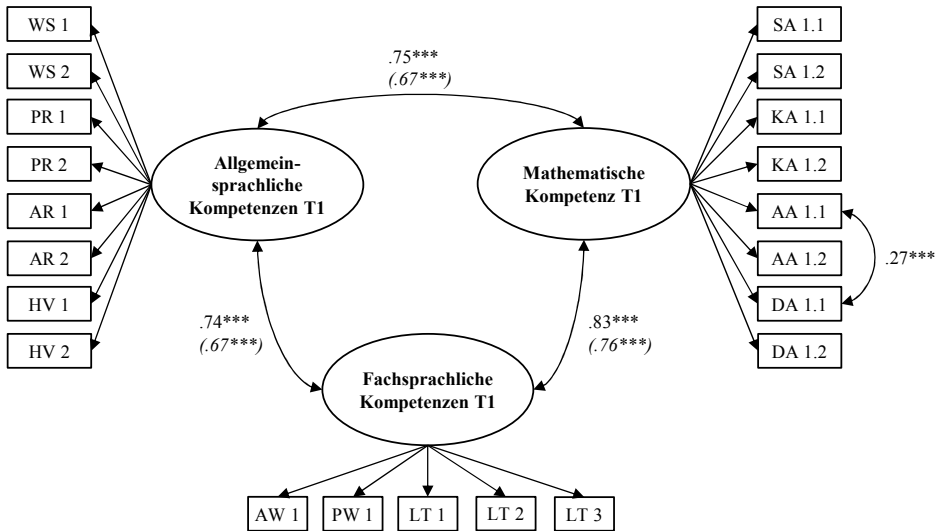 WS 1
WS 2
PR 1
PR 2
AR 1
AR 2
HV 1
HV 2
.75***
(.67***)
Allgemein-
sprachliche
Kompetenzen T1
Mathematische
Kompetenz T1
SA 1.1
SA 1.2
KA 1.1
KA 1.2
AA 1.1
AA 1.2
DA 1.1
DA 1.2
.27***
.74***
(.67***)
.83***
(.76***)
Fachsprachliche
Kompetenzen T1
AW 1
PW 1
LT 1
LT 2
LT 3